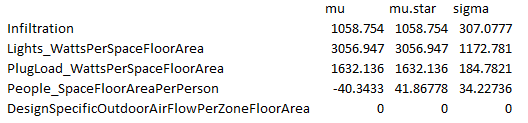 mu mu.star sigma
Infiltration 1058.754 1058.754 307.0777
Lights_WattsPerSpaceFloorArea 3056.947 3056.947 1172.781
PlugLoad_WattsPerSpaceFloorArea 1632.136 1632.136 184.7821
People_SpaceFloorAreaPerPerson -40.3433 41.86778 34.22736
DesignSpecificOutdoorAirFlowPerZoneFloorArea 0 0 0